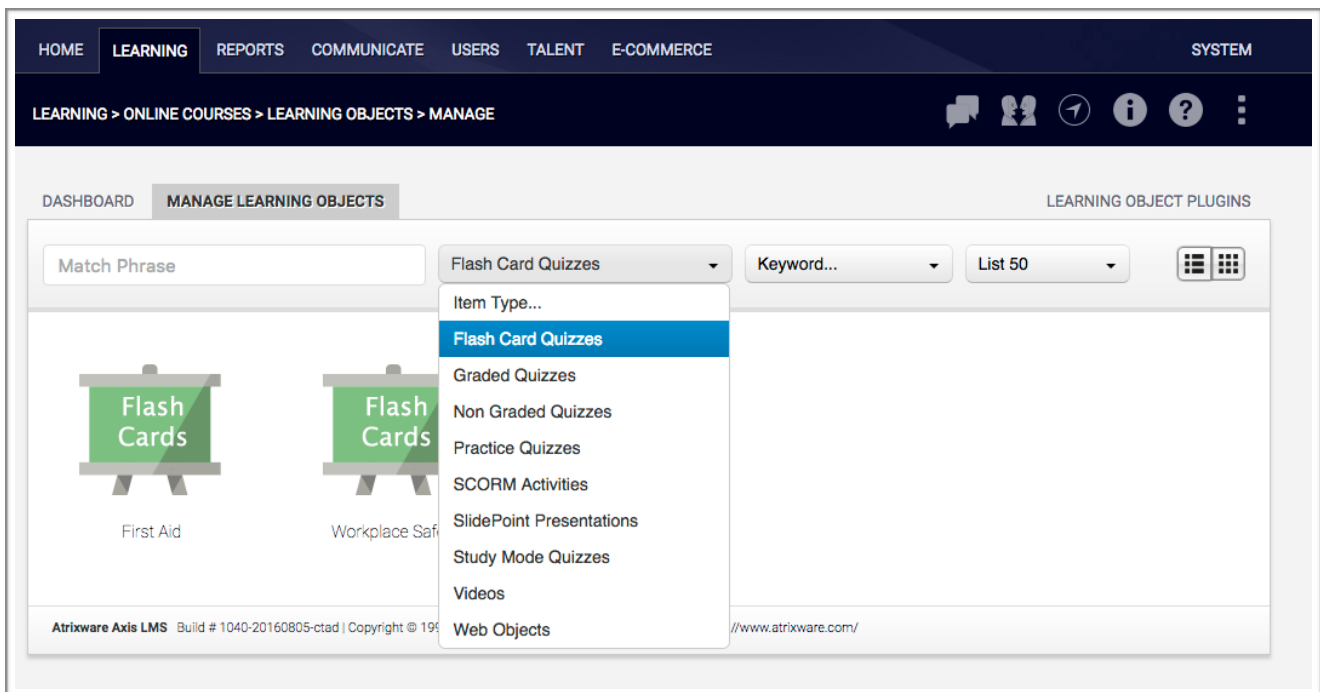 HOME LEARNING REPORTS COMMUNICATE USERS TALENT E-COMMERCE SYSTEM
LEARNING > ONLINE COURSES > LEARNING OBJECTS > MANAGE
DASHBOARD MANAGE LEARNING OBJECTS LEARNING OBJECT PLUGINS
Match Phrase Flash Card Quizzes Keyword... List 50
Item Type...
Flash Card Quizzes
Graded Quizzes
Non Graded Quizzes
Practice Quizzes
SCORM Activities
SlidePoint Presentations
Study Mode Quizzes
Videos
Web Objects
Flash
Cards
First Aid
Flash
Cards
Workplace
Atrixware Axis LMS Build # 1040-20160805-ctad | Copyright © //www.atrixware.com/